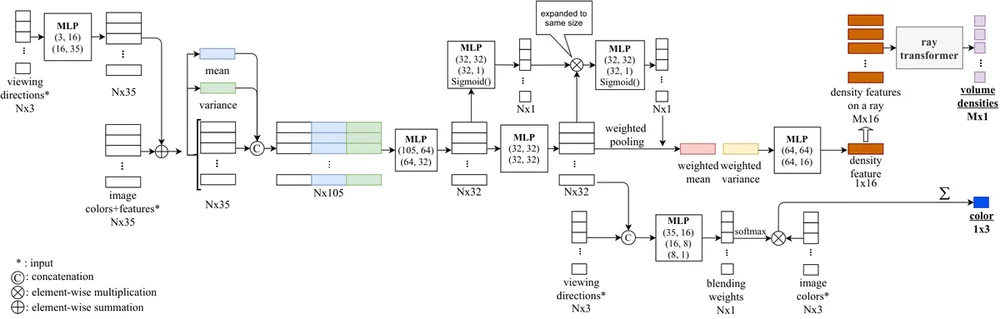 MLP
(3, 16)
(16, 35)
viewing
directions*
Nx3
Nx35
image
colors+features*
Nx35
mean
variance
Nx35
C
Nx105
MLP
(105, 64)
(64, 32)
Nx32
MLP
(32, 32)
(32, 1)
Sigmoid()
Nx1
MLP
(32, 32)
(32, 32)
Nx32
expanded to
same size
MLP
(32, 32)
(32, 1)
Sigmoid()
Nx1
weighted
pooling
weighted
mean
weighted
variance
MLP
(64, 64)
(64, 16)
density
feature
1x16
density features
on a ray
Mx16
ray
transformer
volume
densities
Mx1
viewing
directions*
Nx3
C
MLP
(35, 16)
(16, 8)
(8, 1)
blending
weights
Nx1
softmax
image
colors*
Nx3
Σ
color
1x3
* : input
C : concatenation
: element-wise multiplication
: element-wise summation